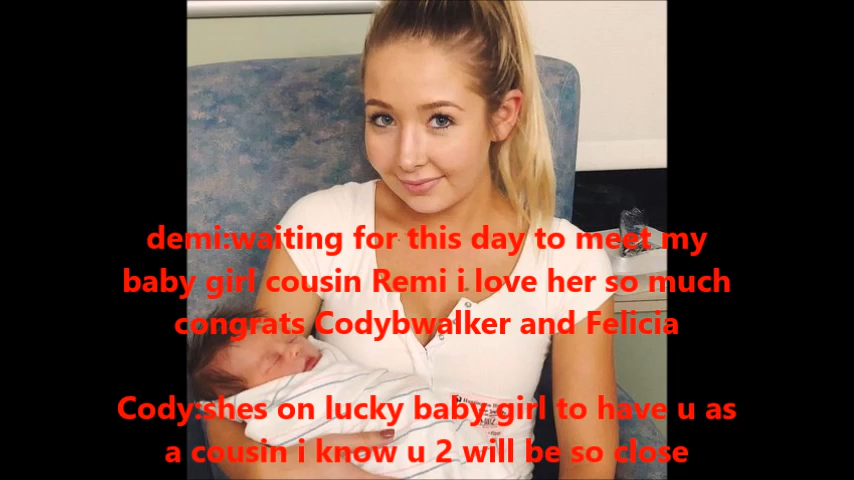 demi:waiting for this day to meet my
baby girl cousin Remi i love her so much
congrats Codybwalker and Felicia
Cody:shes on lucky baby girl to have u as
a cousin i know u 2 will be so close